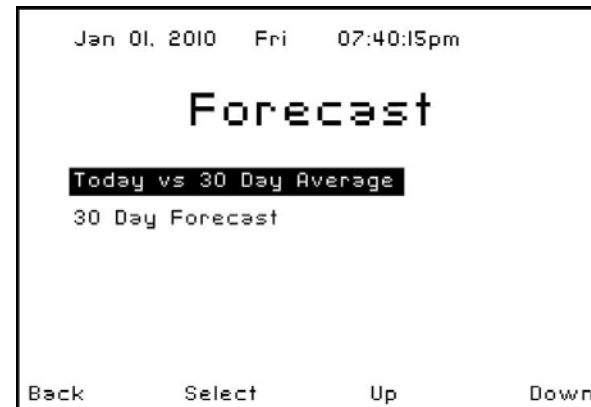 Jan 01, 2010 Fri 07:40:15pm
Forecast
Today vs 30 Day Average
30 Day Forecast
Back Select Up Down